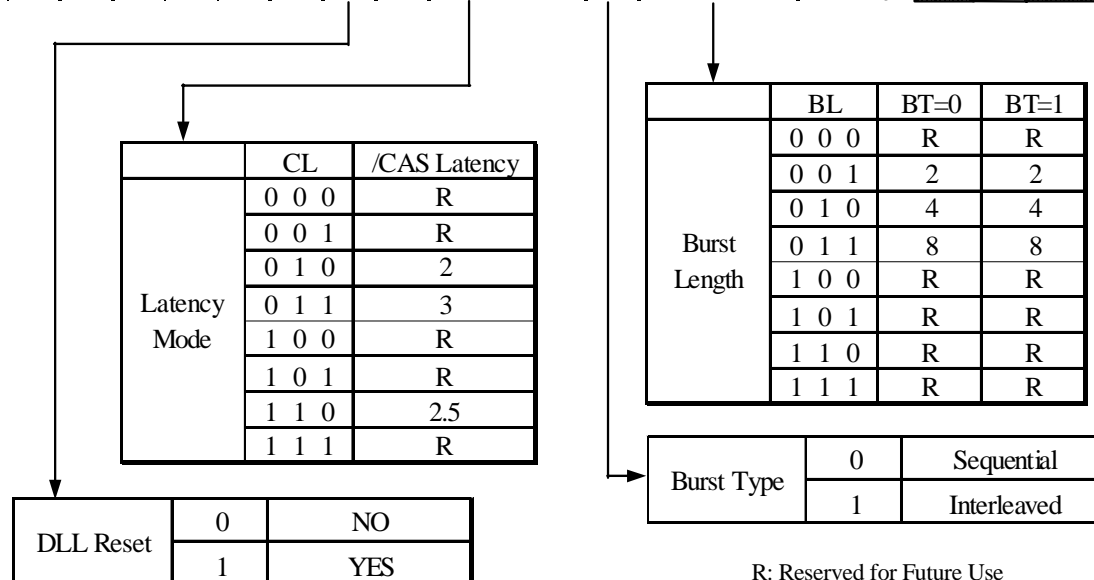 CL /CAS Latency
Latency Mode
0 0 0 R
0 0 1 R
0 1 0 2
0 1 1 3
1 0 0 R
1 0 1 R
1 1 0 2.5
1 1 1 R
DLL Reset
0 NO
1 YES
BL BT=0 BT=1
Burst Length
0 0 0 R R
0 0 1 2 2
0 1 0 4 4
0 1 1 8 8
1 0 0 R R
1 0 1 R R
1 1 0 R R
1 1 1 R R
Burst Type
0 Sequential
1 Interleaved
R: Reserved for Future Use